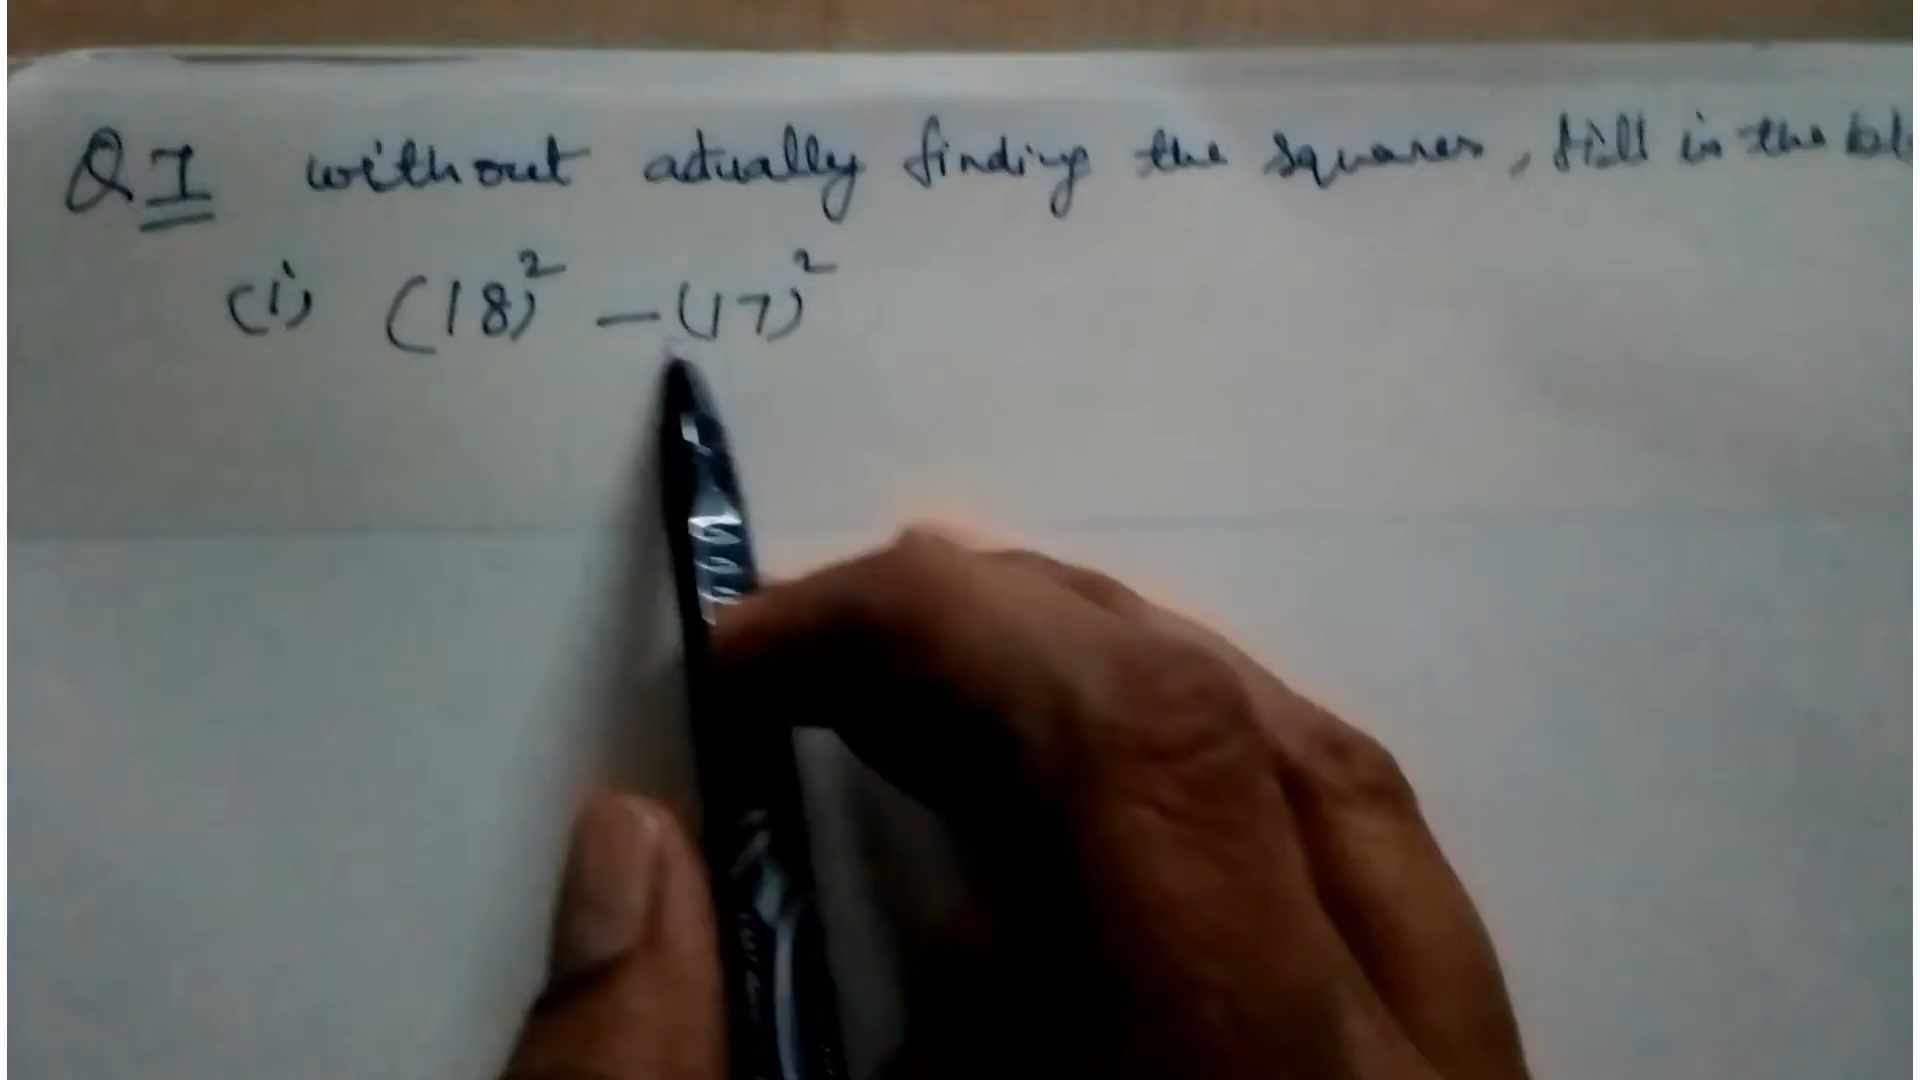 Q I without actually finding the squares, fill in the
(i) (18)² – (17)²